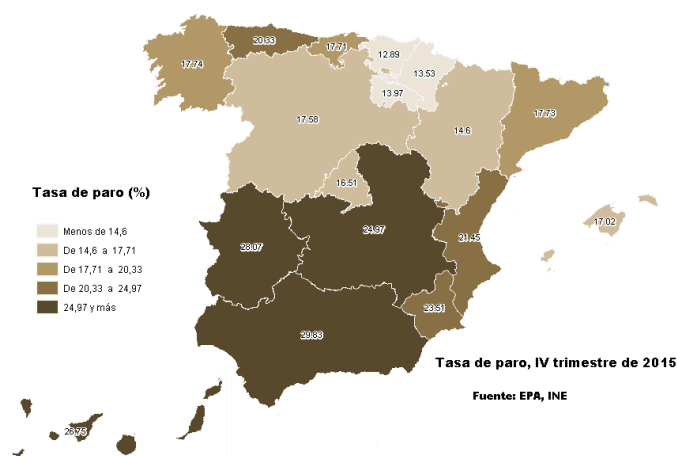 20.33
17.71
12.89
17.74
13.53
13.97
17.73
17.58
14.6
16.51
Tasa de paro (%)
Menos de 14,6
De 14,6 a 17,71
De 17,71 a 20,33
De 20,33 a 24,97
24,97 y más
17.02
24.97
21.45
28.07
23.51
29.83
Tasa de paro, IV trimestre de 2015
Fuente: EPA, INE
26.75